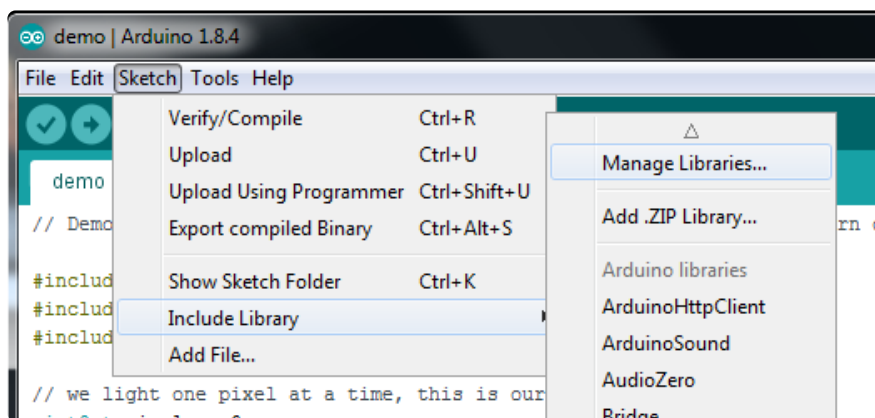 demo | Arduino 1.8.4
File Edit Sketch Tools Help
Verify/Compile Ctrl+R
Upload Ctrl+U
Upload Using Programmer Ctrl+Shift+U
Export compiled Binary Ctrl+Alt+S
Show Sketch Folder Ctrl+K
Include Library
Add File...
Manage Libraries...
Add .ZIP Library...
Arduino libraries
ArduinoHttpClient
ArduinoSound
AudioZero
Bridge
demo
// Demo
rn
#includ
#includ
#includ
// we light one pixel at a time, this is our